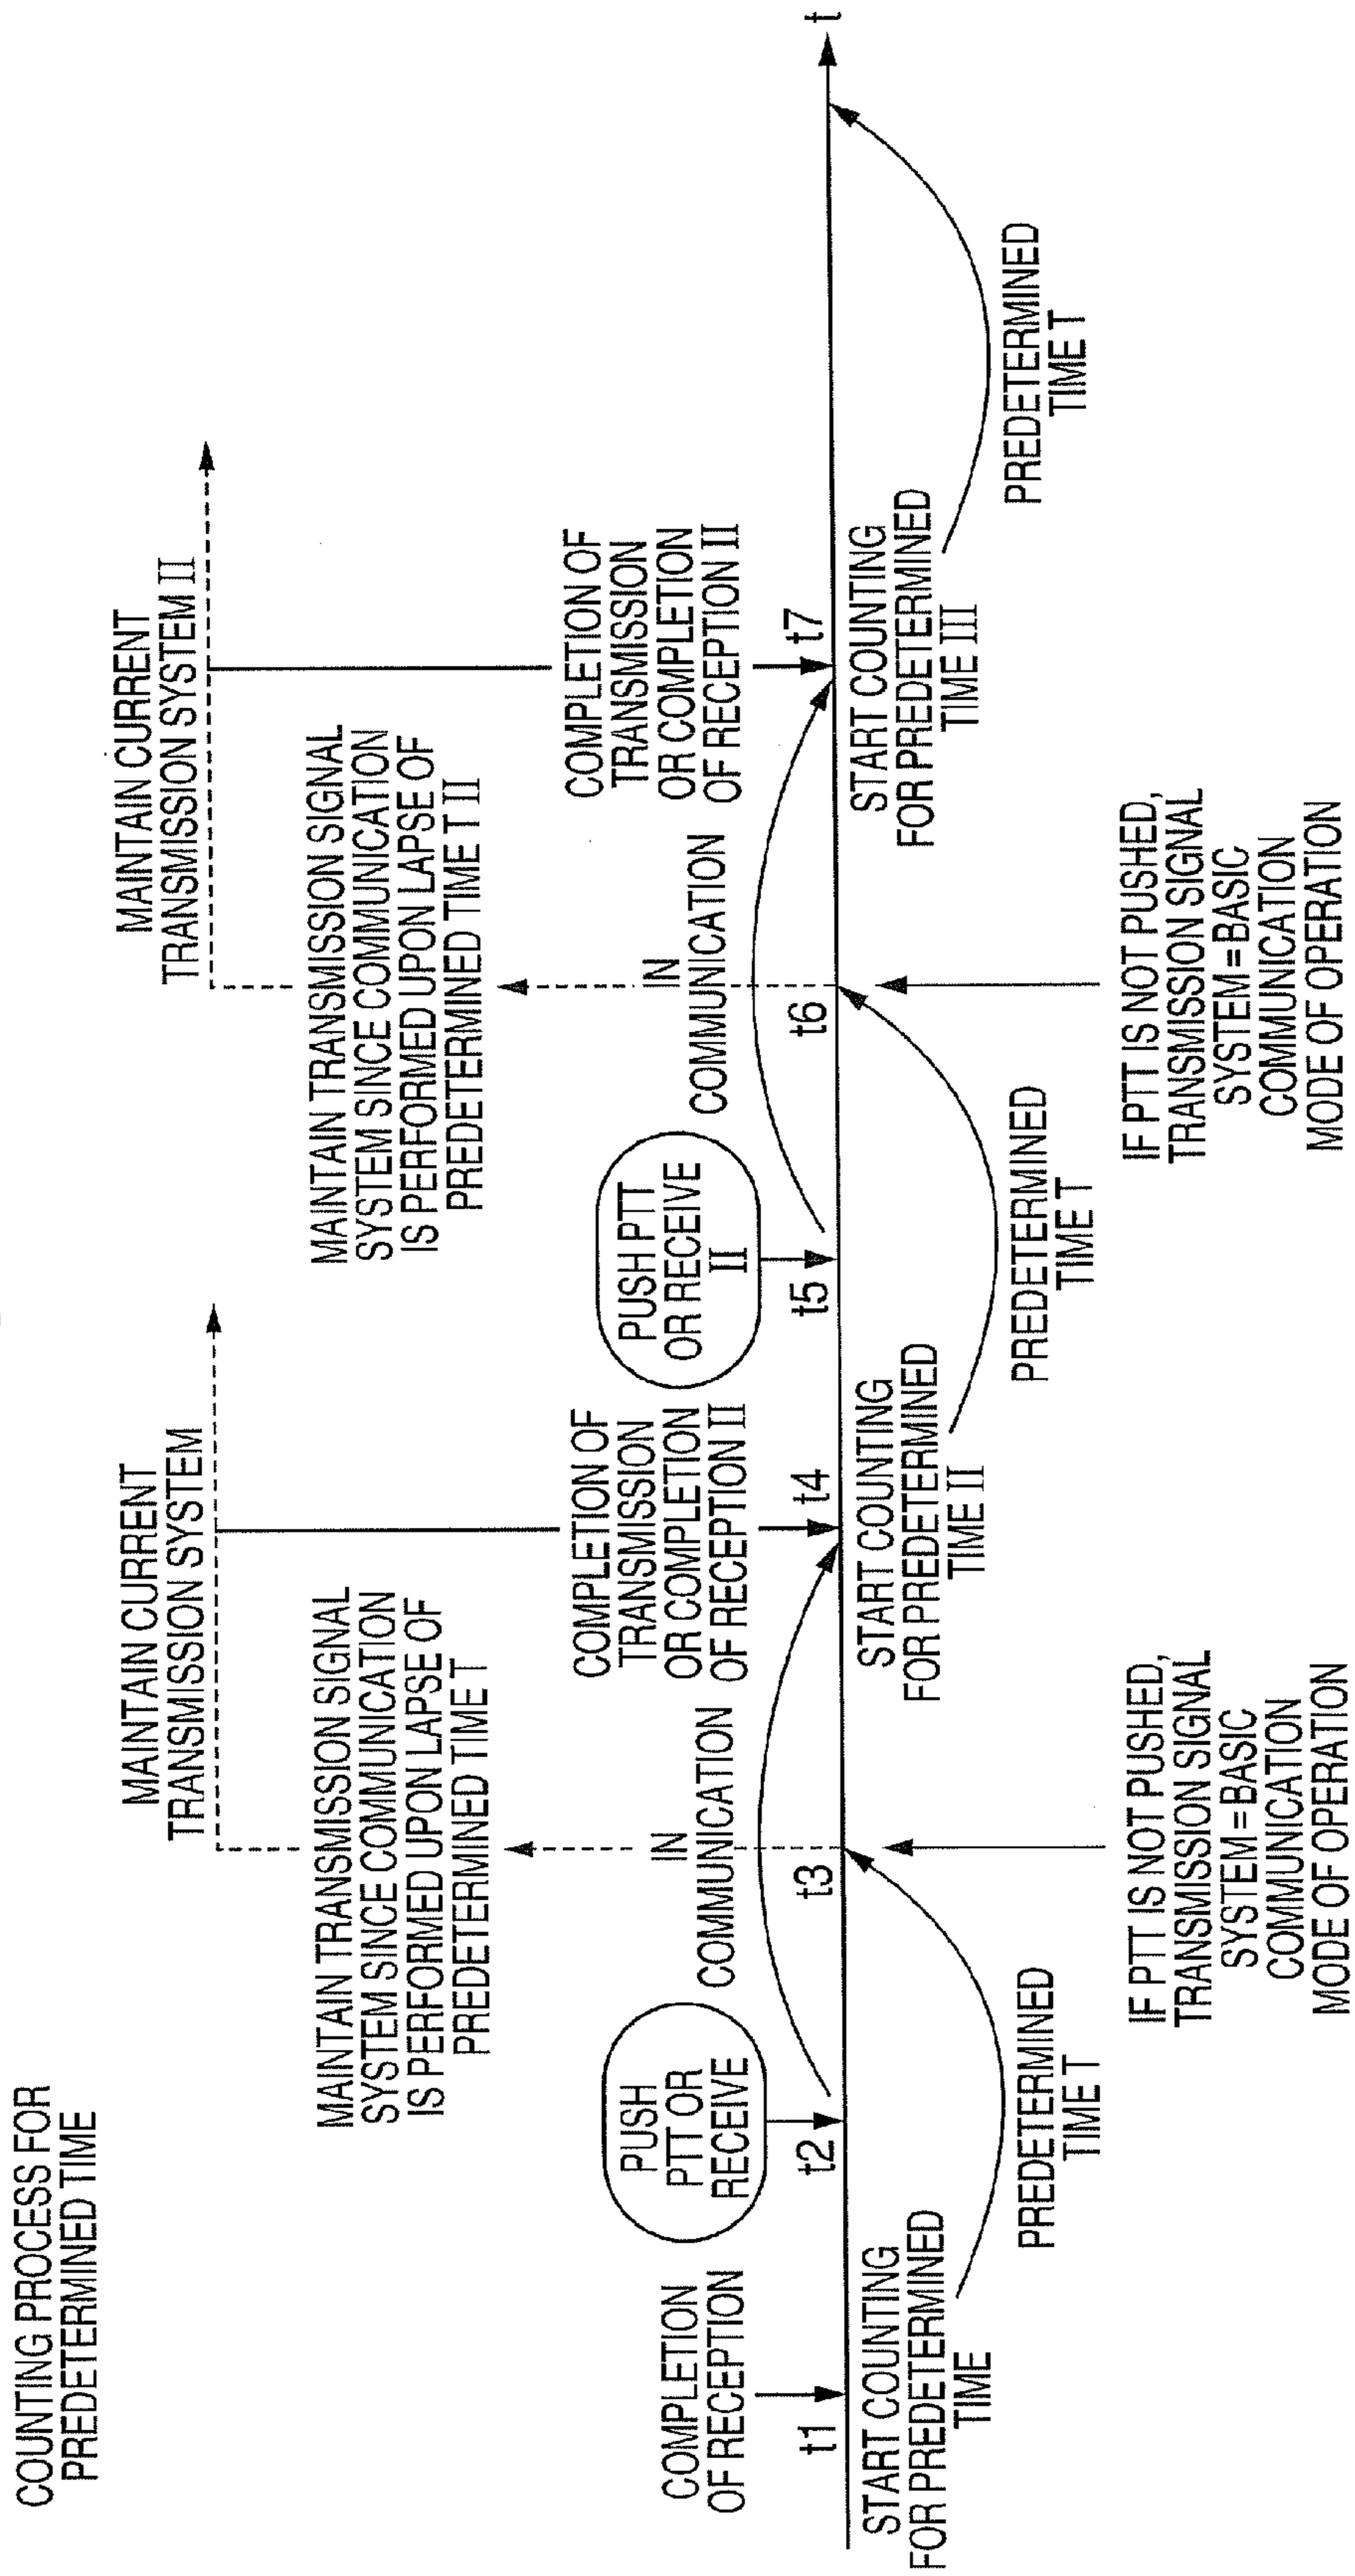 COUNTING PROCESS FOR
PREDETERMINED TIME
MAINTAIN CURRENT
TRANSMISSION SYSTEM
MAINTAIN CURRENT
TRANSMISSION SYSTEM II
MAINTAIN TRANSMISSION SIGNAL
SYSTEM SINCE COMMUNICATION
IS PERFORMED UPON LAPSE OF
PREDETERMINED TIME T
MAINTAIN TRANSMISSION SIGNAL
SYSTEM SINCE COMMUNICATION
IS PERFORMED UPON LAPSE OF
PREDETERMINED TIME T II
COMPLETION
OF RECEPTION
PUSH
PTT OR
RECEIVE
IN
COMMUNICATION
COMPLETION OF
TRANSMISSION
OR COMPLETION
OF RECEPTION II
PUSH PTT
OR RECEIVE
II
IN
COMMUNICATION
COMPLETION OF
TRANSMISSION
OR COMPLETION
OF RECEPTION II
t1
t2
t3
t4
t5
t6
t7
t
START COUNTING
FOR PREDETERMINED
TIME
PREDETERMINED
TIME T
START COUNTING
FOR PREDETERMINED
TIME II
PREDETERMINED
TIME T
START COUNTING
FOR PREDETERMINED
TIME III
PREDETERMINED
TIME T
IF PTT IS NOT PUSHED,
TRANSMISSION SIGNAL
SYSTEM = BASIC
COMMUNICATION
MODE OF OPERATION
IF PTT IS NOT PUSHED,
TRANSMISSION SIGNAL
SYSTEM = BASIC
COMMUNICATION
MODE OF OPERATION